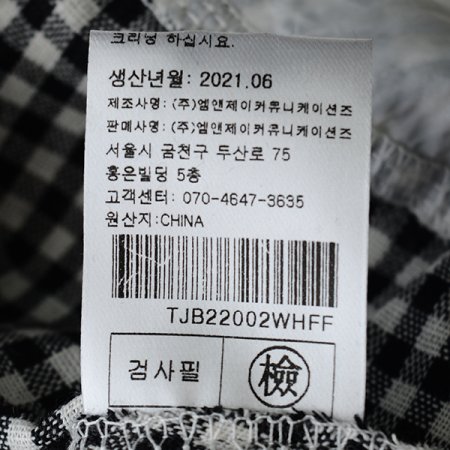 크리닝 하십시요.
생산년월: 2021.06
제조사명: (주)엠앤제이커뮤니케이션즈
판매사명: (주)엠앤제이커뮤니케이션즈
서울시 금천구 두산로 75
홍은빌딩 5층
고객센터: 070-4647-3635
원산지:CHINA
TJB22002WHFF
검사필 檢